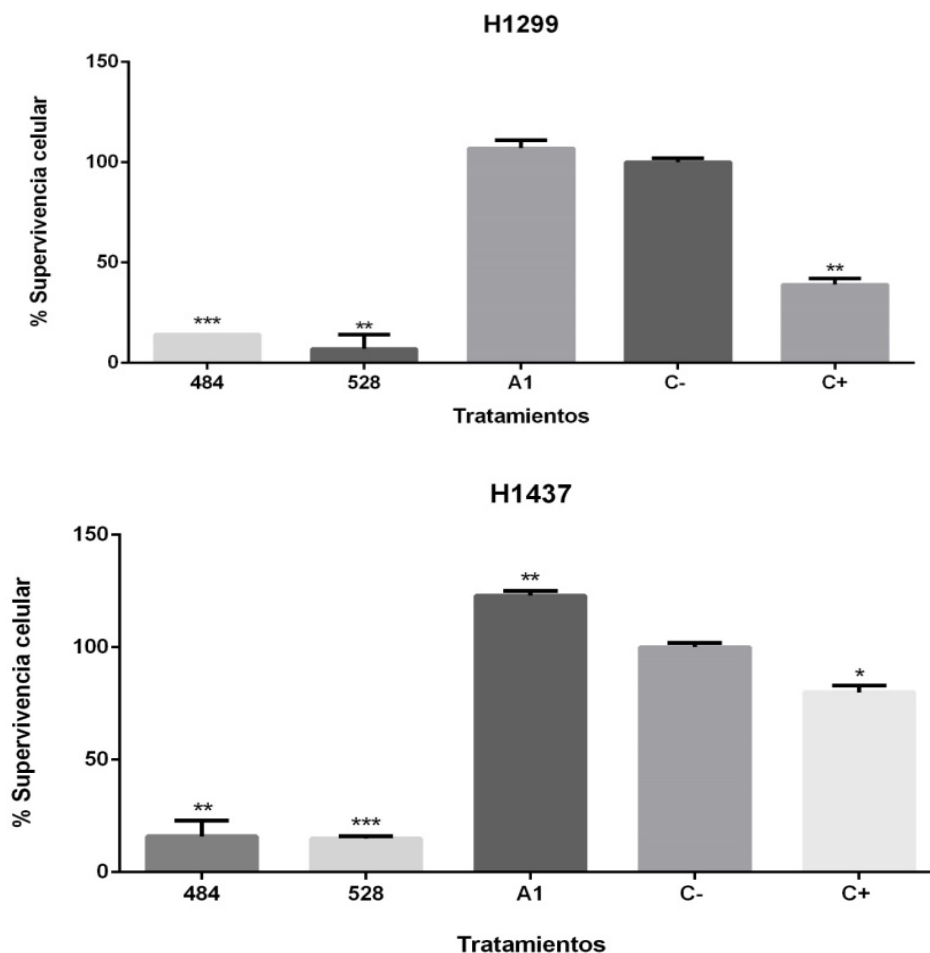 H1299
% Supervivencia celular
150
100
50
0
***
**
**
484 528 A1 C- C+
Tratamientos
H1437
% Supervivencia celular
150
100
50
0
**
***
**
*
484 528 A1 C- C+
Tratamientos